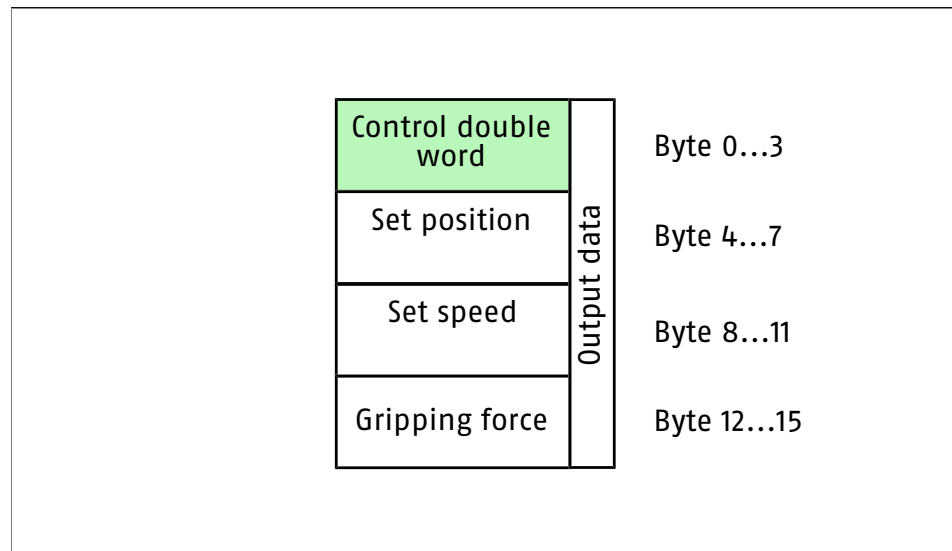 Control double
word
Byte 0...3
Set position
Byte 4...7
Set speed
Byte 8...11
Gripping force
Byte 12...15
Output data